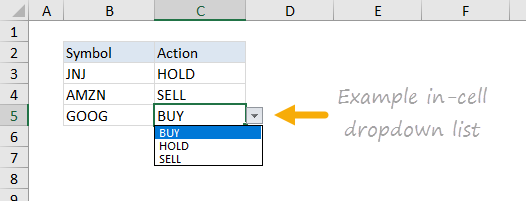 A B C D E F
1
2 Symbol Action
3 JNJ HOLD
4 AMZN SELL
5 GOOG BUY
6 BUY
HOLD
7 SELL
8
9
Example in-cell
dropdown list